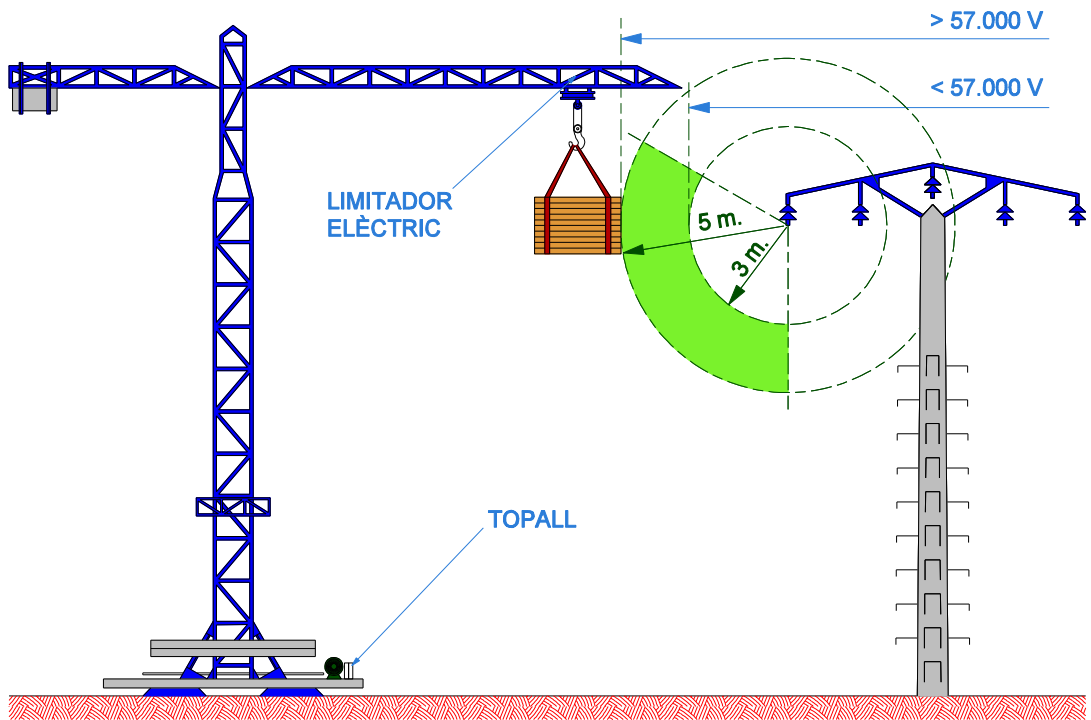 > 57.000 V
< 57.000 V
LIMITADOR
ELÈCTRIC
5 m.
3 m.
TOPALL